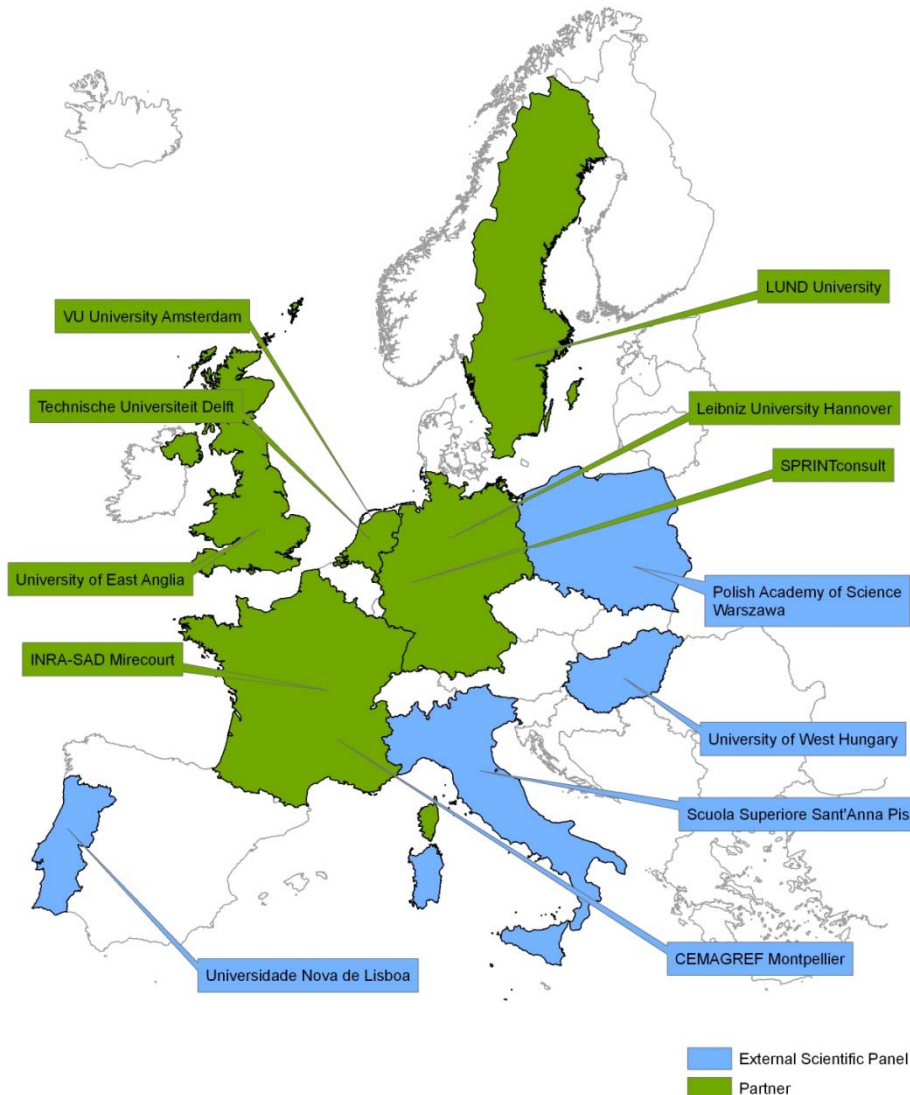 LUND University
VU University Amsterdam
Technische Universiteit Delft
Leibniz University Hannover
SPRINTconsult
University of East Anglia
Polish Academy of Science
Warszawa
INRA-SAD Mirecourt
University of West Hungary
Scuola Superiore Sant'Anna Pis
CEMAGREF Montpellier
Universidade Nova de Lisboa
External Scientific Panel
Partner